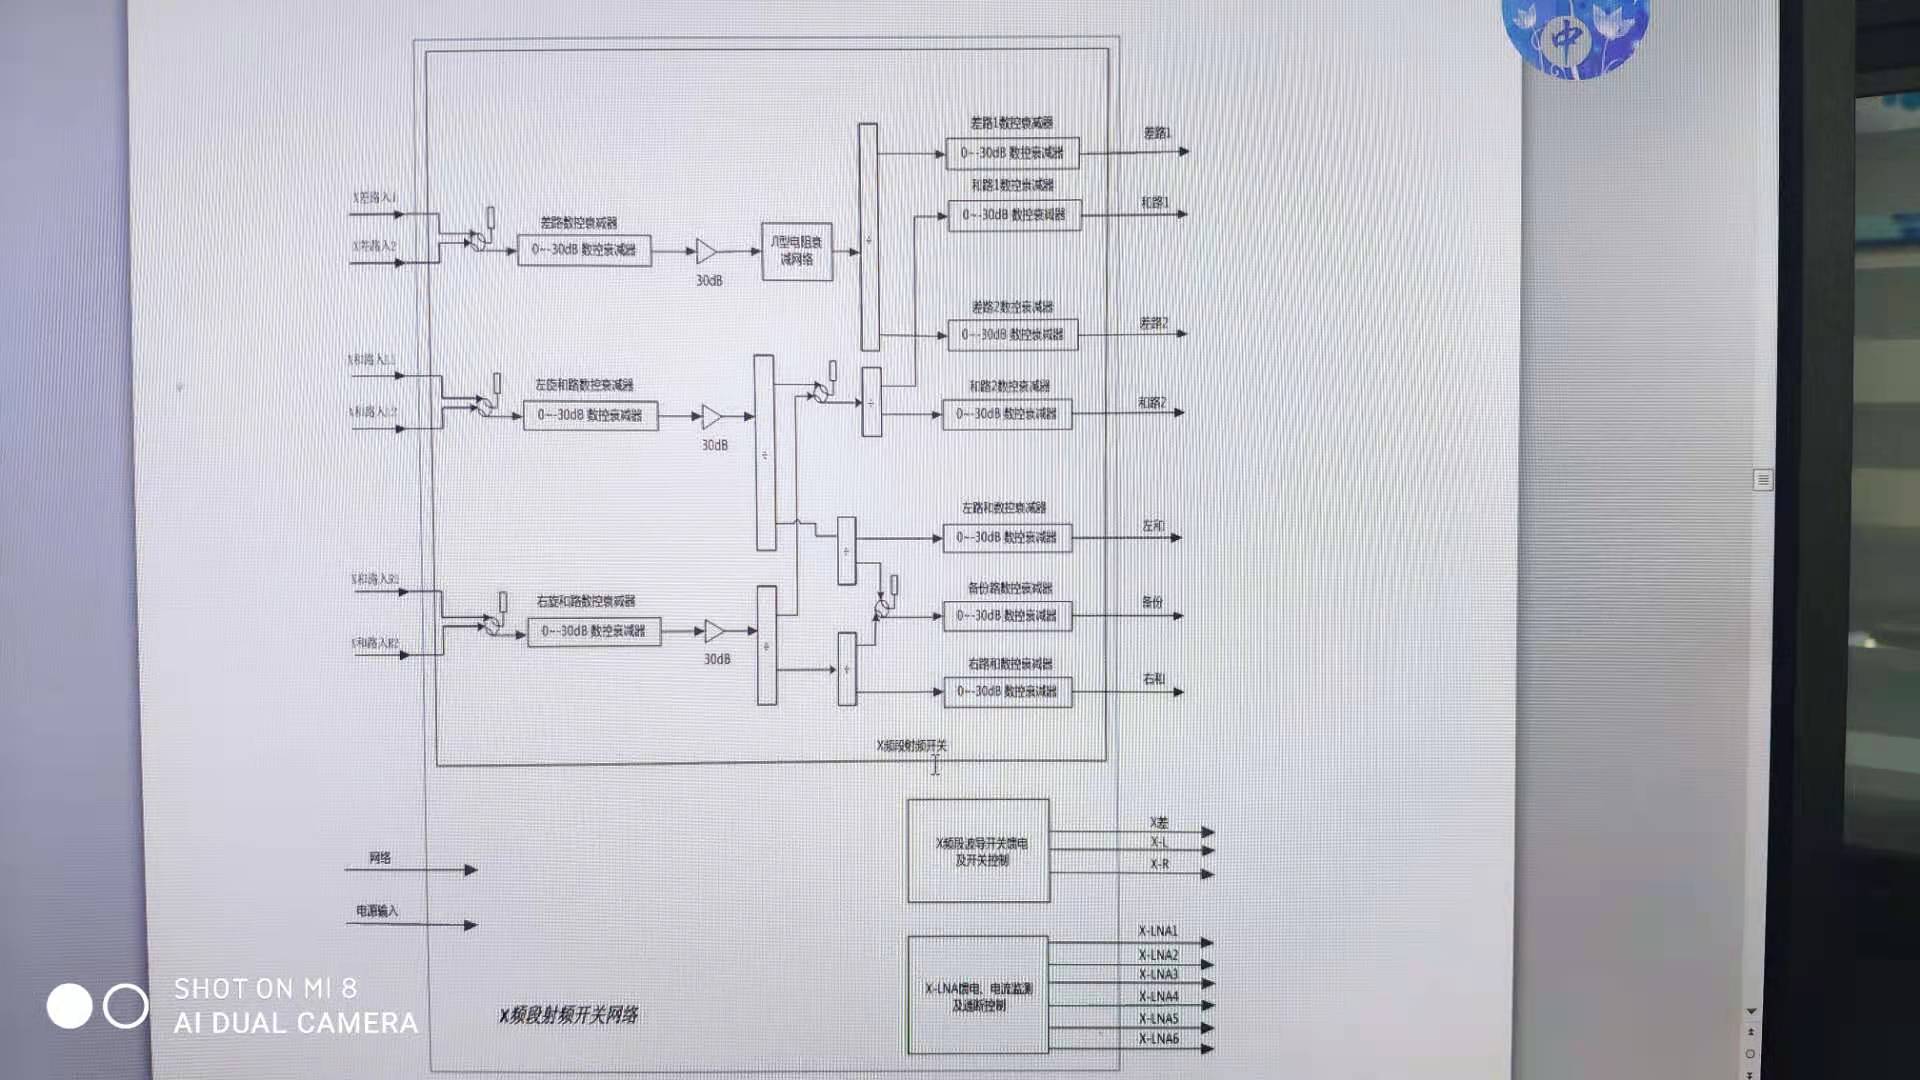 中
差路1数控衰减器
0~-30dB 数控衰减器
差路1
和路1数控衰减器
0~-30dB 数控衰减器
和路1
X差路入1
X差路入2
差路数控衰减器
0~-30dB 数控衰减器
30dB
Π型电阻衰
减网络
÷
差路2数控衰减器
0~-30dB 数控衰减器
差路2
X和路入L1
X和路入L2
左旋和路数控衰减器
0~-30dB 数控衰减器
30dB
÷
÷
和路2数控衰减器
0~-30dB 数控衰减器
和路2
左路和数控衰减器
0~-30dB 数控衰减器
左和
÷
备份路数控衰减器
0~-30dB 数控衰减器
备份
X和路入R1
X和路入R2
右旋和路数控衰减器
0~-30dB 数控衰减器
30dB
÷
÷
右路和数控衰减器
0~-30dB 数控衰减器
右和
X频段射频开关
X频段波导开关馈电
及开关控制
X差
X-L
X-R
网络
电源输入
X-LNA馈电、电流监测
及通断控制
X-LNA1
X-LNA2
X-LNA3
X-LNA4
X-LNA5
X-LNA6
X频段射频开关网络
SHOT ON MI 8
AI DUAL CAMERA